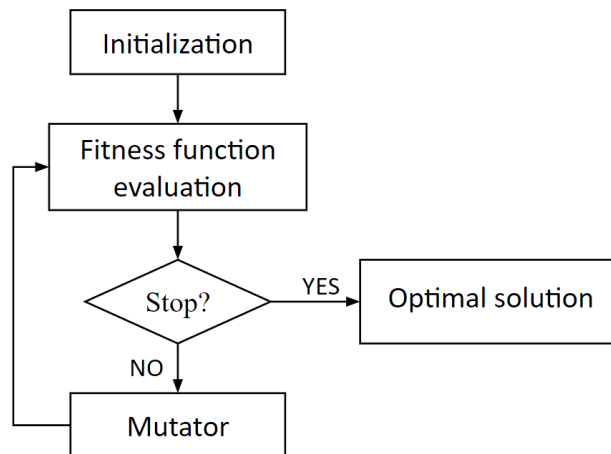 Initialization
Fitness function
evaluation
Stop?
YES
Optimal solution
NO
Mutator